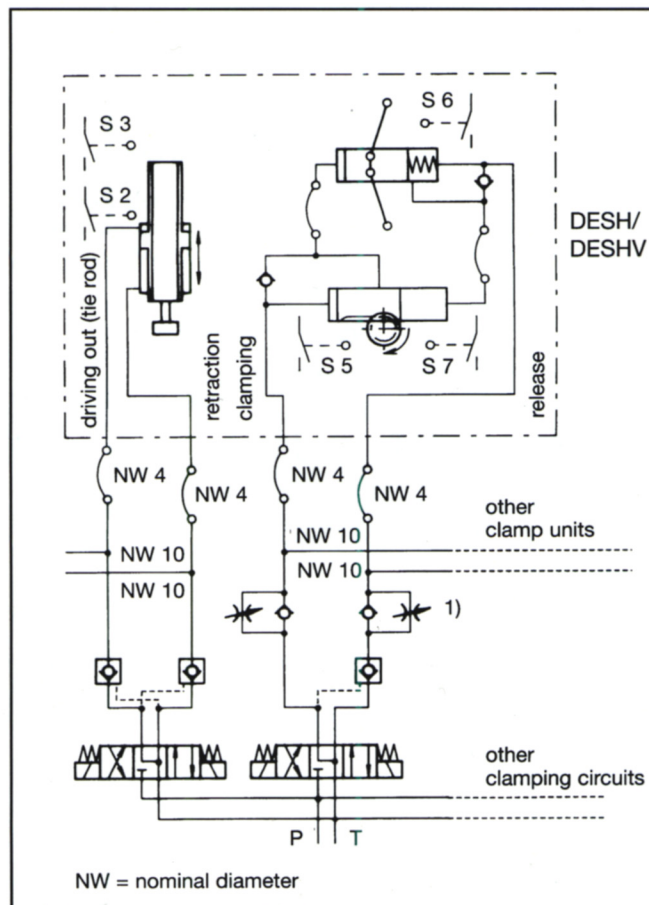 S 3
S 6
S 2
DESH/
DESHV
driving out (tie rod)
retraction
clamping
S 5
S 7
release
NW 4
NW 4
NW 4
NW 4
other
clamp units
NW 10
NW 10
NW 10
NW 10
1)
other
clamping circuits
P
T
NW = nominal diameter